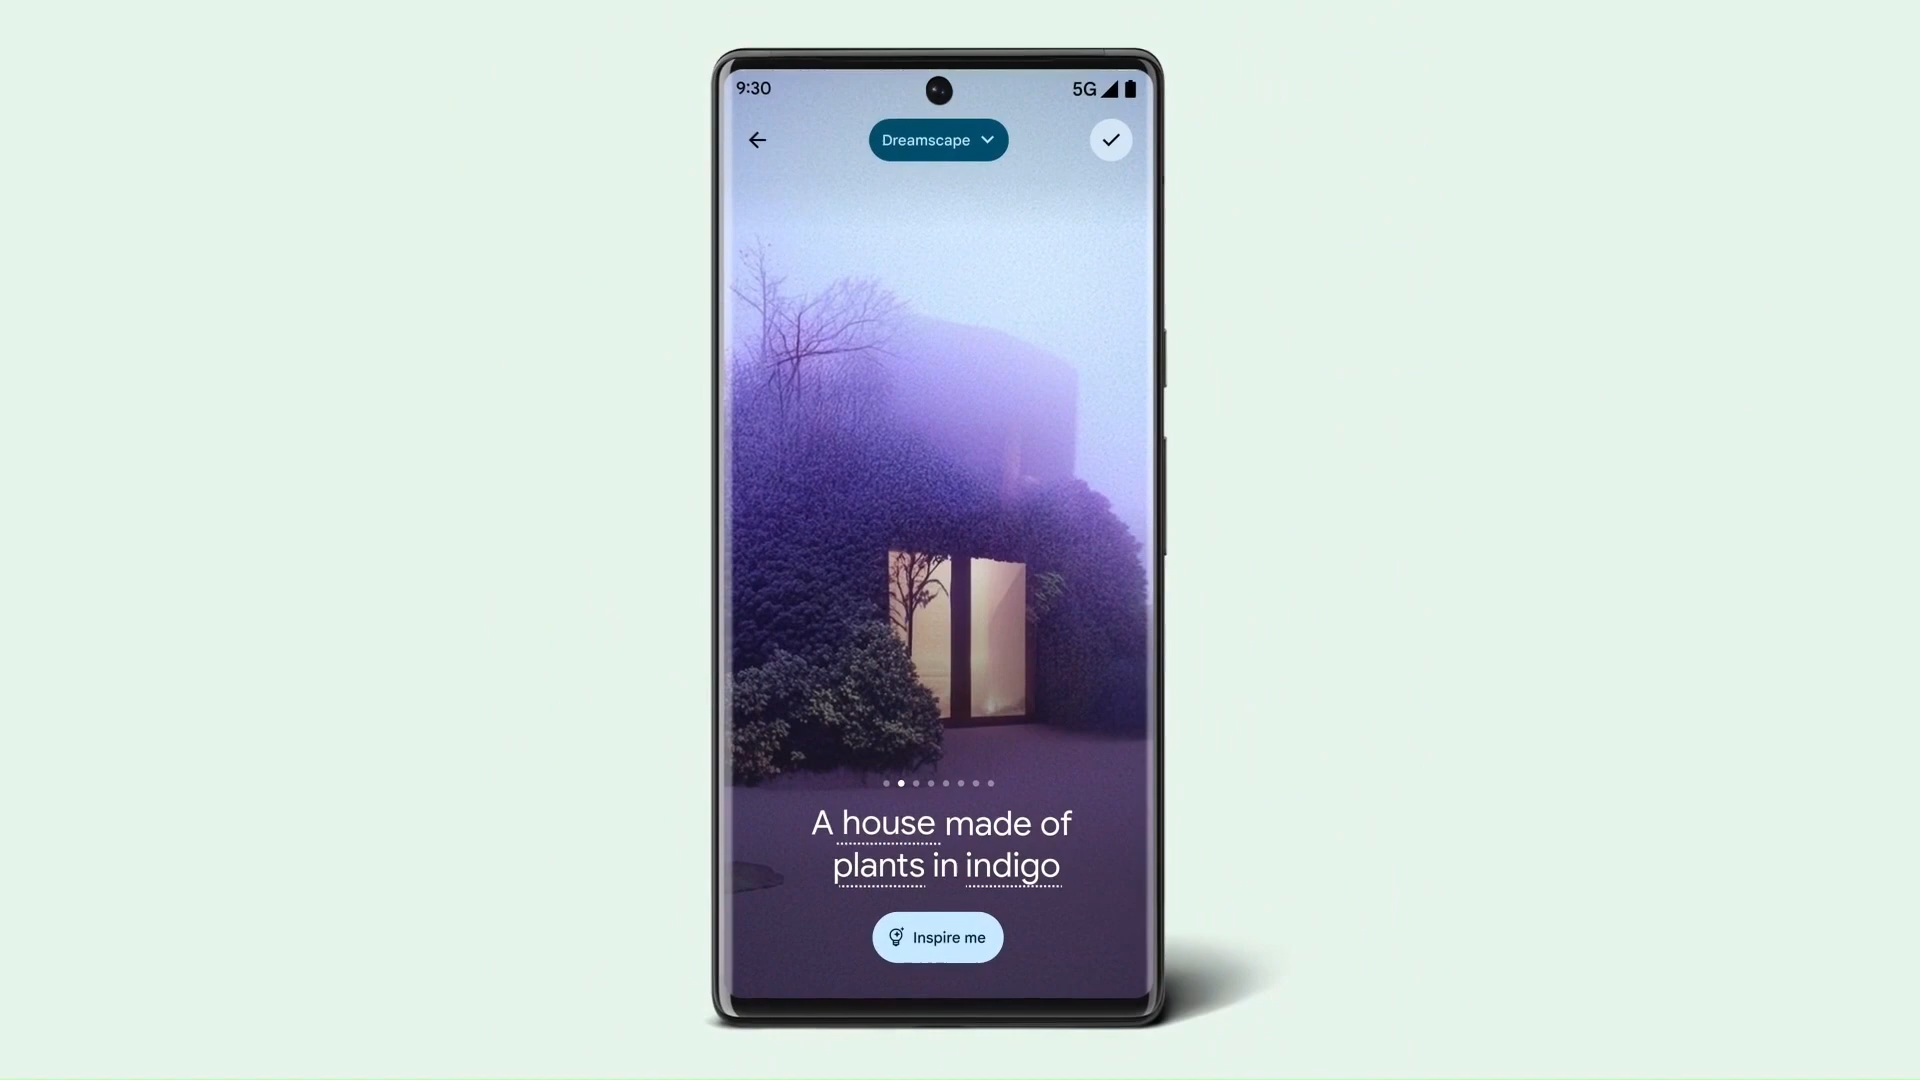 9:30
5G
Dreamscape
A house made of
plants in indigo
Inspire me